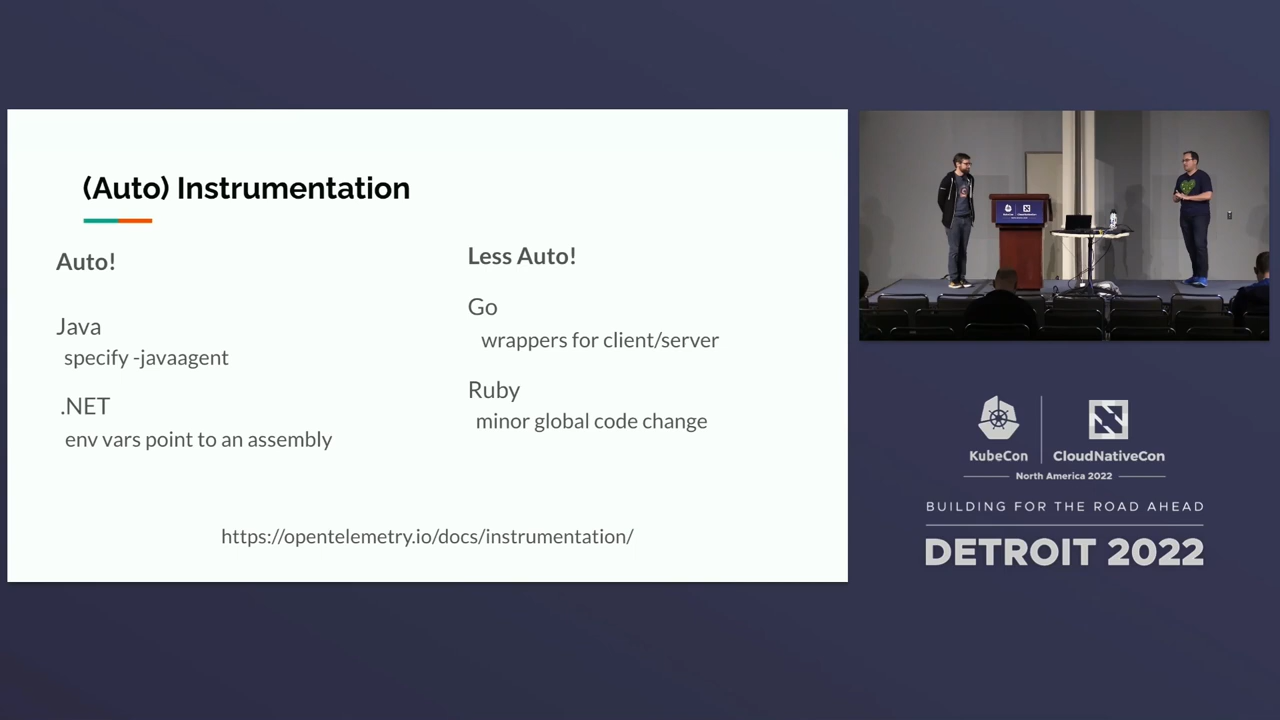 (Auto) Instrumentation
Auto!
Java
specify -javaagent
.NET
env vars point to an assembly
Less Auto!
Go
wrappers for client/server
Ruby
minor global code change
https://opentelemetry.io/docs/instrumentation/
KubeCon
CloudNativeCon
North America 2022
BUILDING FOR THE ROAD AHEAD
DETROIT 2022